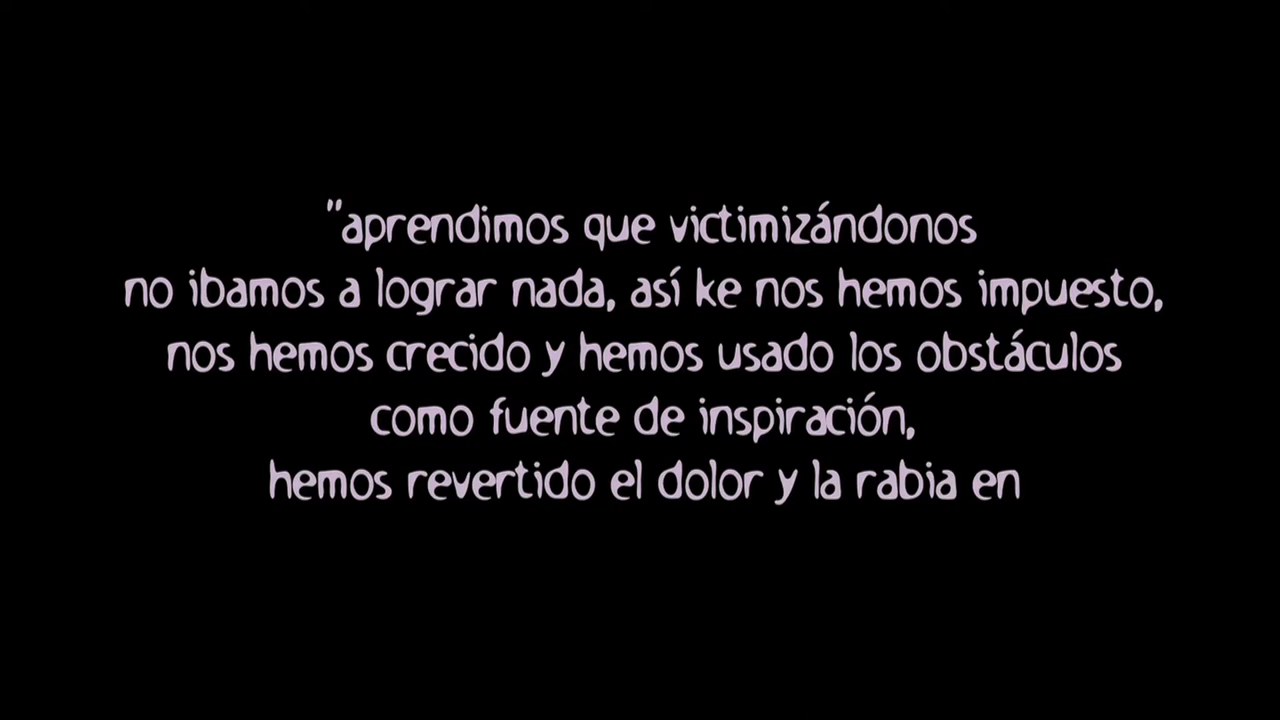 "aprendimos que victimizándonos
no ibamos a lograr nada, así ke nos hemos impuesto,
nos hemos crecido y hemos usado los obstáculos
como fuente de inspiración,
hemos revertido el dolor y la rabia en